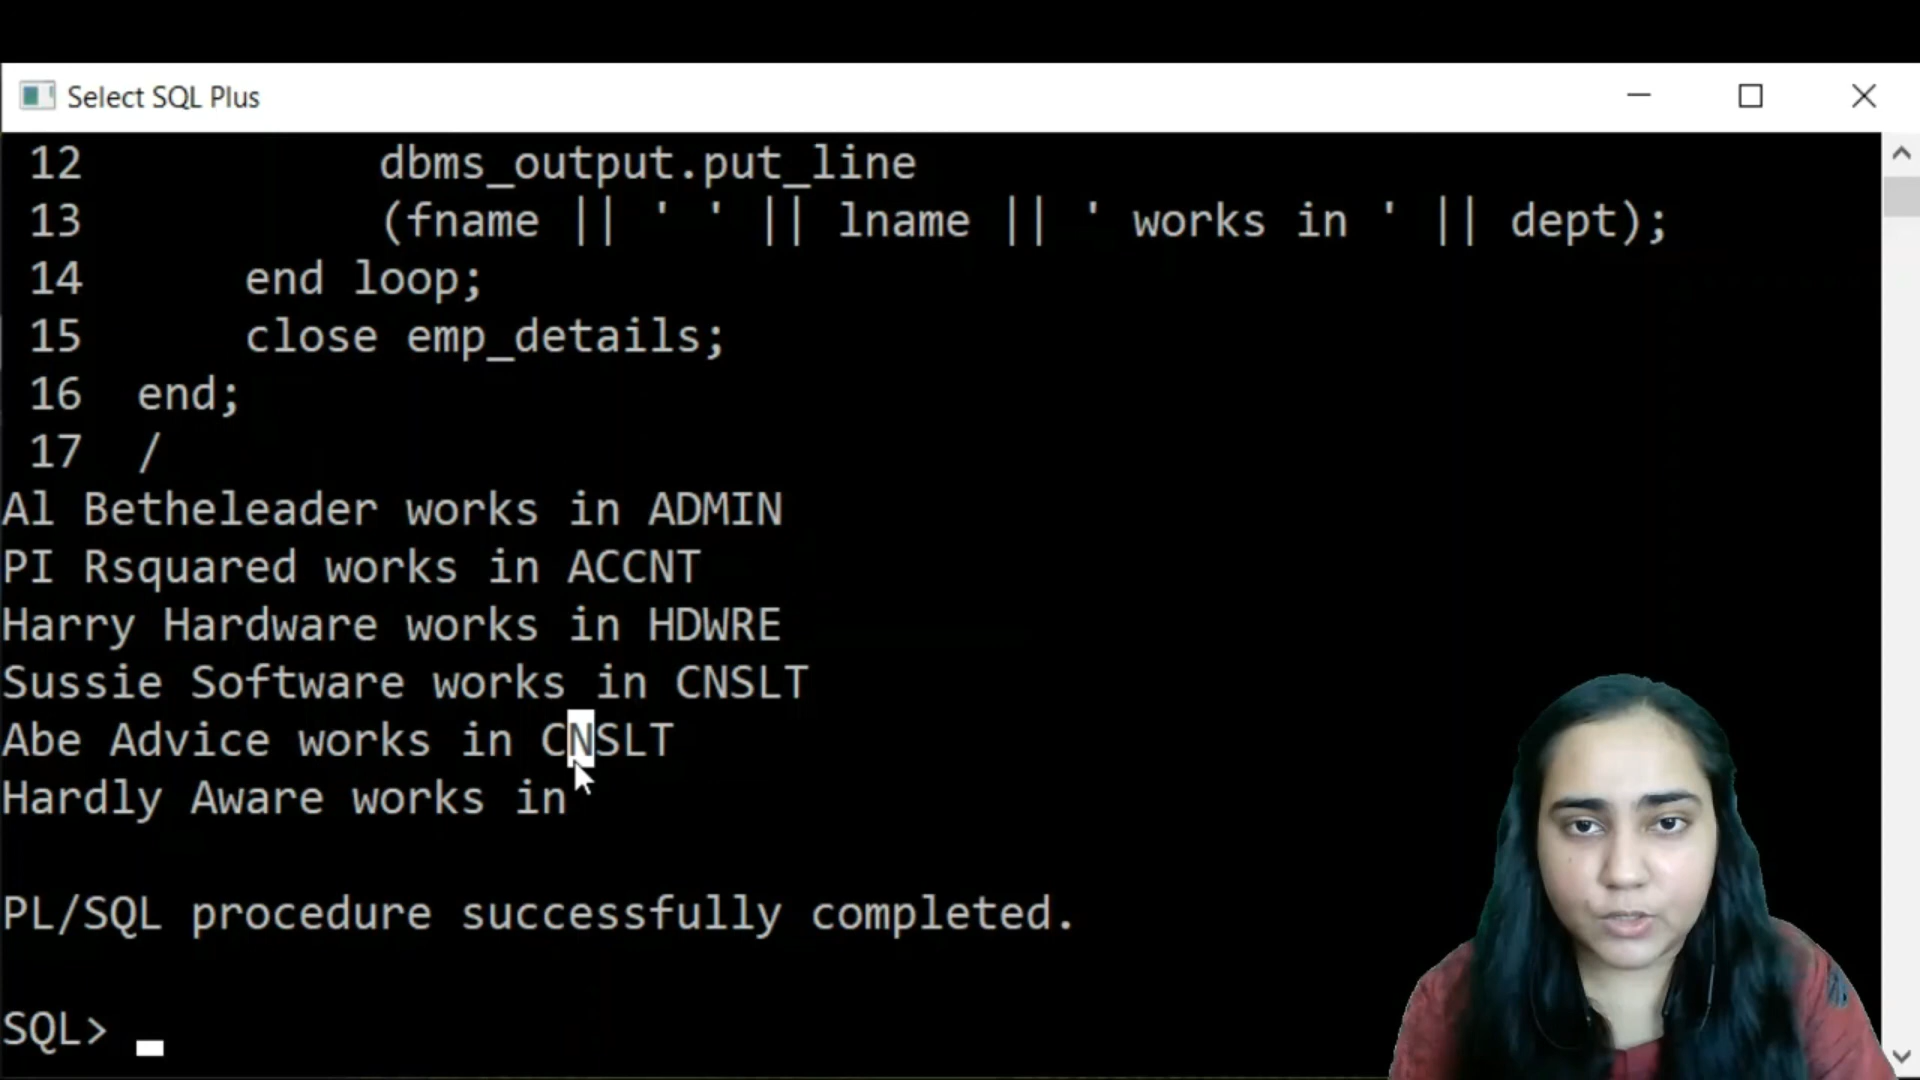 Select SQL Plus
12 dbms_output.put_line
13 (fname || ' ' || lname || ' works in ' || dept);
14 end loop;
15 close emp_details;
16 end;
17 /
Al Betheleader works in ADMIN
PI Rsquared works in ACCNT
Harry Hardware works in HDWRE
Sussie Software works in CNSLT
Abe Advice works in CNSLT
Hardly Aware works in
PL/SQL procedure successfully completed.
SQL>